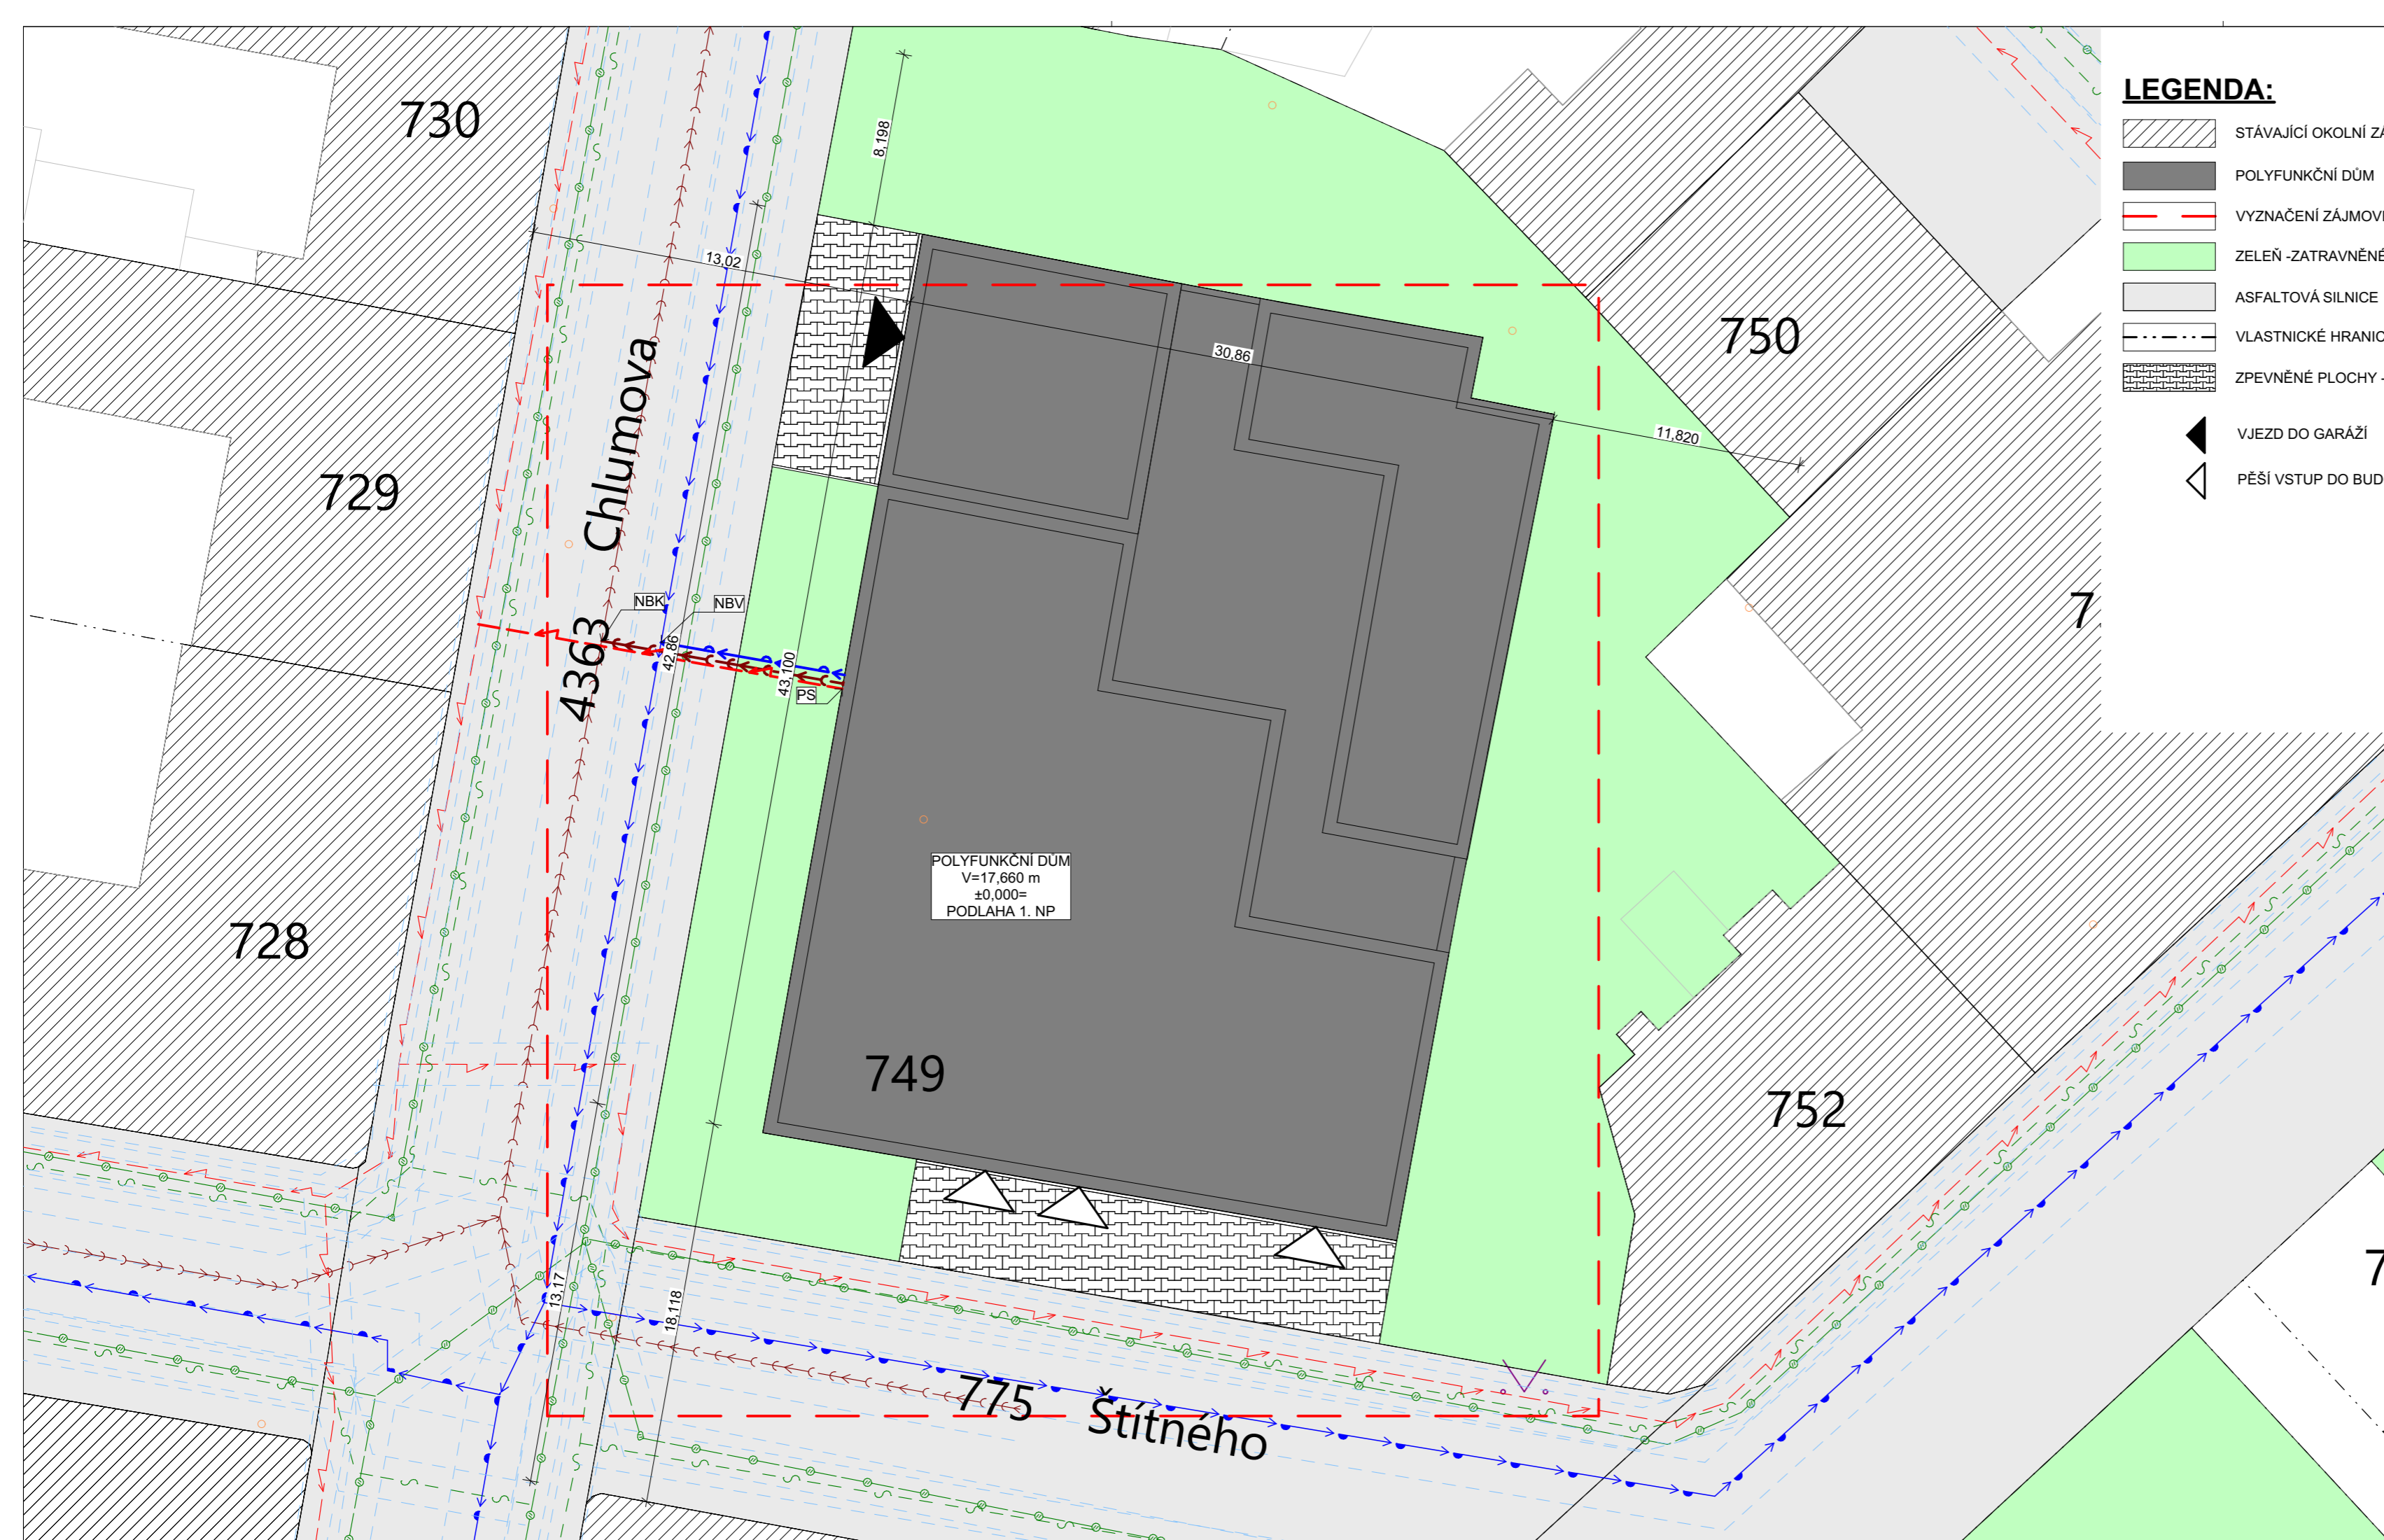 730
8,198
13,02
Chlumova
30,86
11,820
750
729
NBK
NBV
4363
42,86
43,100
PS
7
POLYFUNKČNÍ DŮM
V=17,660 m
±0,000=
PODLAHA 1. NP
728
749
752
13,17
18,118
775 Štítného
7
LEGENDA:
STÁVAJÍCÍ OKOLNÍ
POLYFUNKČNÍ DŮM
VYZNAČENÍ
ZELEŇ -ZATRAVNĚNÉ
ASFALTOVÁ SILNICE
VLASTNICKÉ
ZPEVNĚNÉ PLOCHY -
VJEZD DO GARÁŽÍ
PĚŠÍ VSTUP DO